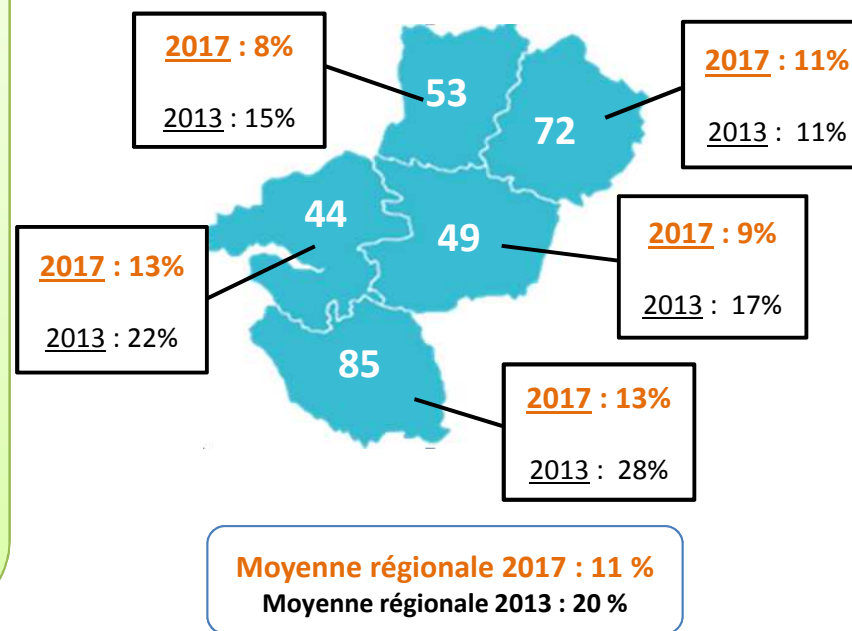 2017 : 8%
2013 : 15%
53
72
2017 : 11%
2013 : 11%
44
2017 : 13%
2013 : 22%
49
2017 : 9%
2013 : 17%
85
2017 : 13%
2013 : 28%
Moyenne régionale 2017 : 11 %
Moyenne régionale 2013 : 20 %